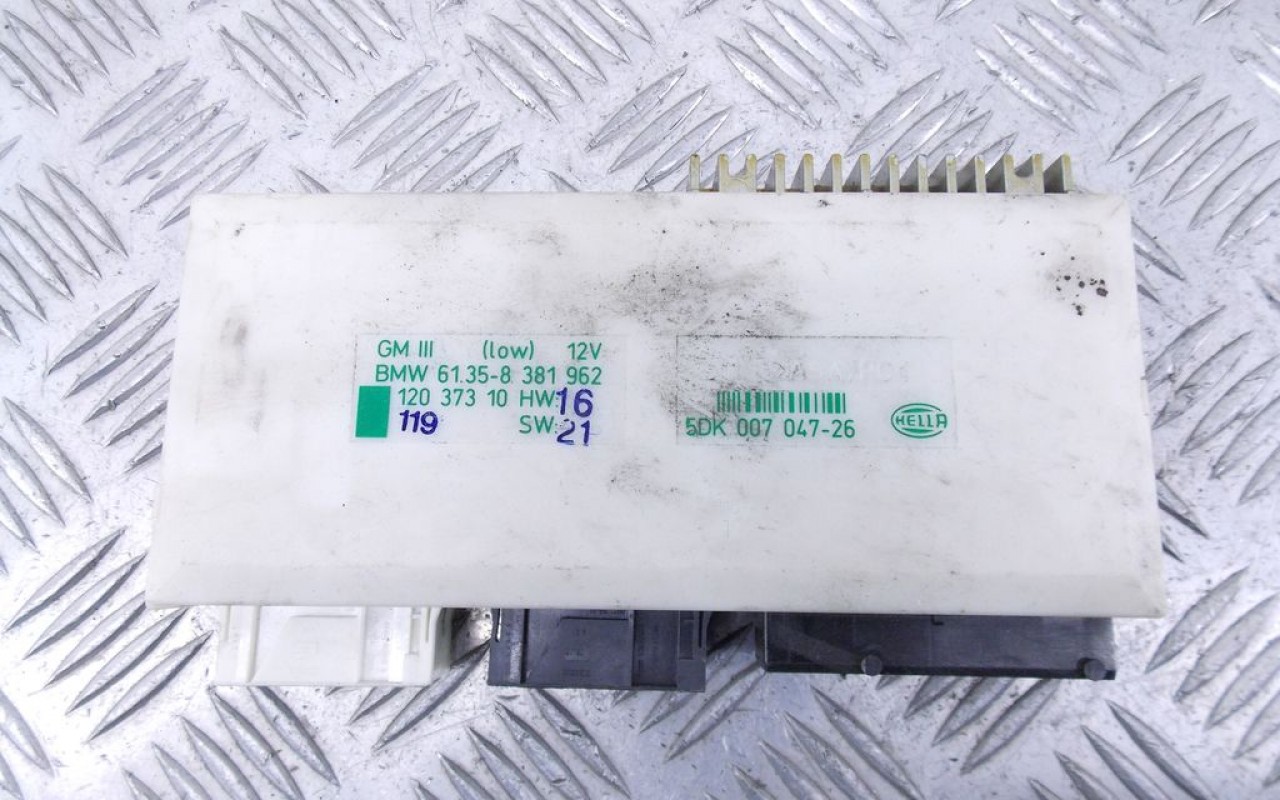 GM III (low) 12V
BMW 61.35-8 381 962
120 373 10 HW:16
119 SW:21
5DK 007 047-26
HELLA